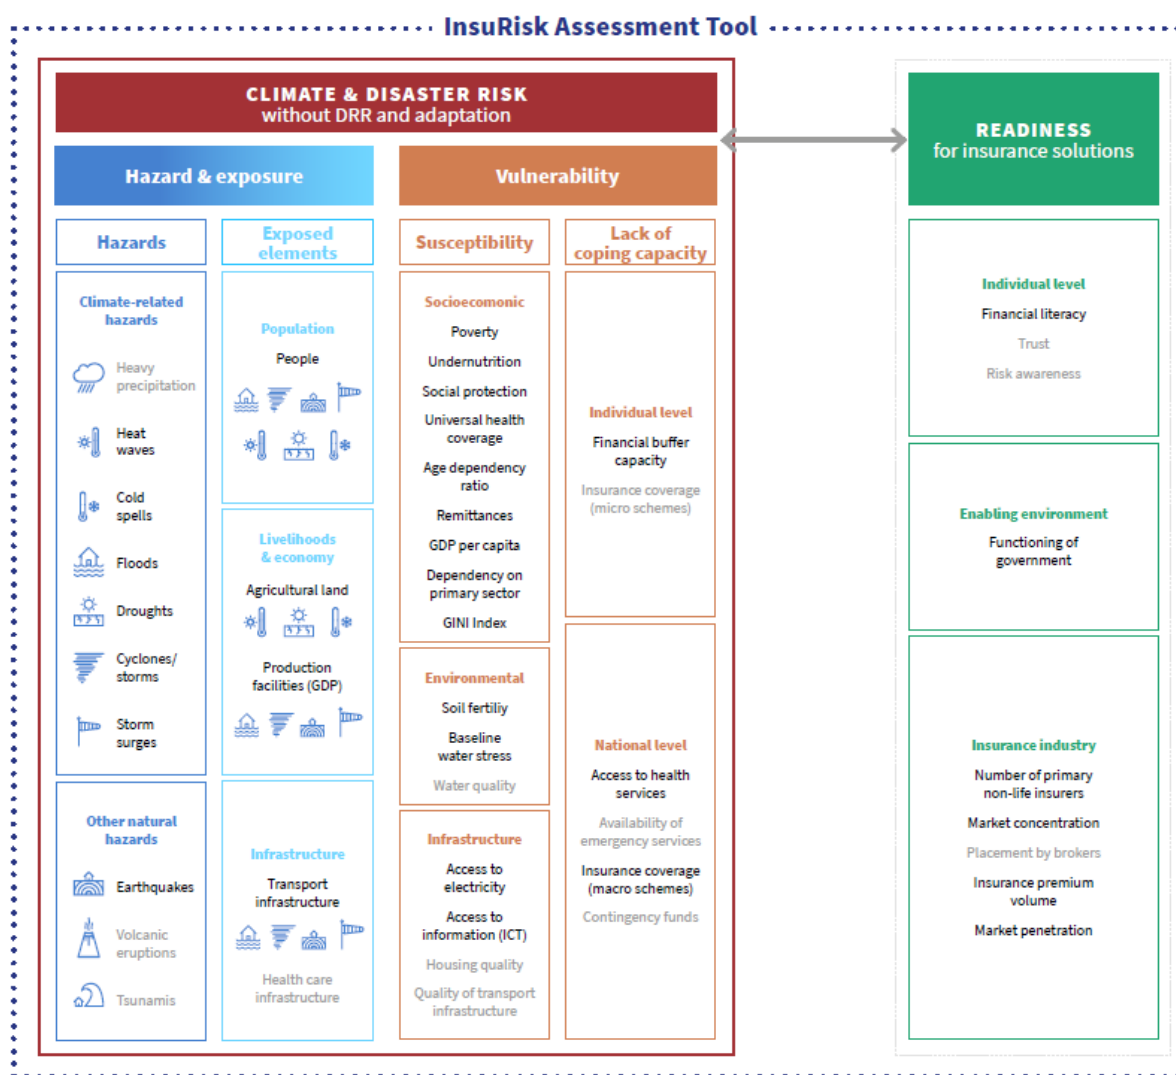 InsuRisk Assessment Tool
CLIMATE & DISASTER RISK
without DRR and adaptation
Hazard & exposure
Hazards
Climate-related
hazards
Heavy
precipitation
Heat
waves
Cold
spells
Floods
Droughts
Cyclones/
storms
Storm
surges
Other natural
hazards
Earthquakes
Volcanic
eruptions
Tsunamis
Exposed
elements
Population
People
Livelihoods
& economy
Agricultural land
Production
facilities (GDP)
Infrastructure
Transport
infrastructure
Health care
infrastructure
Vulnerability
Susceptibility
Socioecomonic
Poverty
Undernutrition
Social protection
Universal health
coverage
Age dependency
ratio
Remittances
GDP per capita
Dependency on
primary sector
GINI Index
Environmental
Soil fertiliy
Baseline
water stress
Water quality
Infrastructure
Access to
electricity
Access to
information (ICT)
Housing quality
Quality of transport
infrastructure
Lack of
coping capacity
Individual level
Financial buffer
capacity
Insurance coverage
(micro schemes)
National level
Access to health
services
Availability of
emergency services
Insurance coverage
(macro schemes)
Contingency funds
READINESS
for insurance solutions
Individual level
Financial literacy
Trust
Risk awareness
Enabling environment
Functioning of
government
Insurance industry
Number of primary
non-life insurers
Market concentration
Placement by brokers
Insurance premium
volume
Market penetration